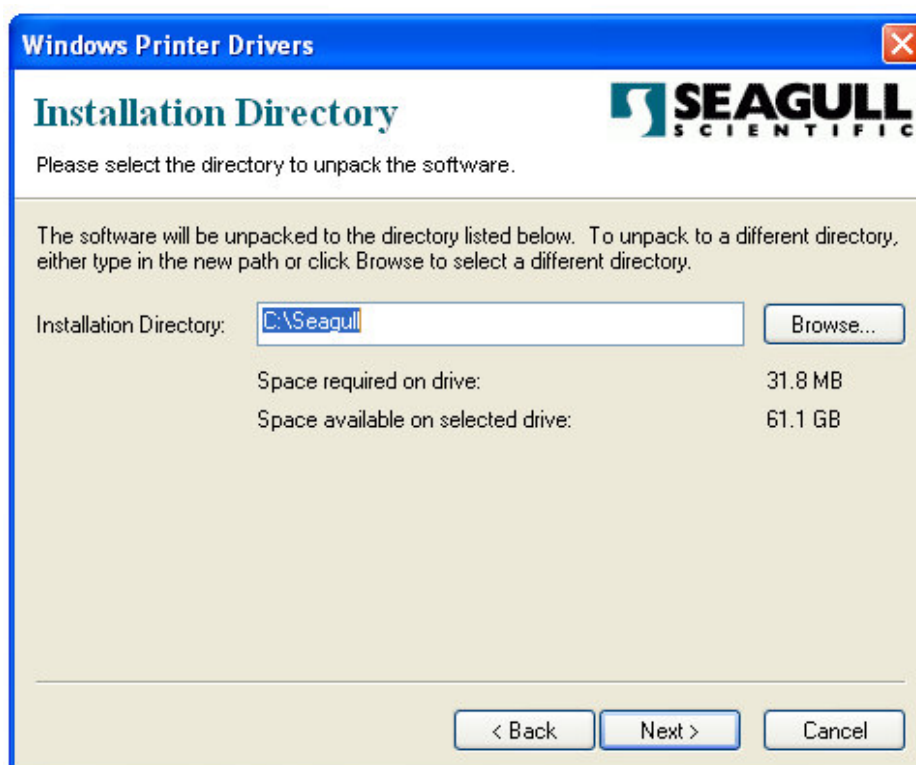 Windows Printer Drivers
Installation Directory
SEAGULL
SCIENTIFIC
Please select the directory to unpack the software.
The software will be unpacked to the directory listed below. To unpack to a different directory,
either type in the new path or click Browse to select a different directory.
Installation Directory: C:\Seagull Browse...
Space required on drive: 31.8 MB
Space available on selected drive: 61.1 GB
< Back Next > Cancel